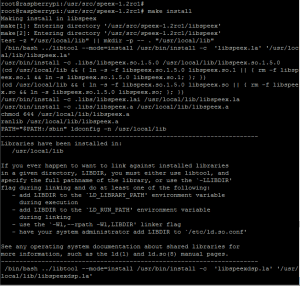 root@raspberrypi:/usr/src/speex-1.2rc1#
root@raspberrypi:/usr/src/speex-1.2rc1# make install
Making install in libspeex
make[1]: Entering directory '/usr/src/speex-1.2rc1/libspeex'
make[2]: Entering directory '/usr/src/speex-1.2rc1/libspeex'
test -z "/usr/local/lib" || mkdir -p -- . "/usr/local/lib"
/bin/bash ../libtool --mode=install /usr/bin/install -c 'libspeex.la' '/usr/loca
l/lib/libspeex.la'
/usr/bin/install -c .libs/libspeex.so.1.5.0 /usr/local/lib/libspeex.so.1.5.0
(cd /usr/local/lib && { ln -s -f libspeex.so.1.5.0 libspeex.so.1 || { rm -f libsp
eex.so.1 && ln -s libspeex.so.1.5.0 libspeex.so.1; }; })
(cd /usr/local/lib && { ln -s -f libspeex.so.1.5.0 libspeex.so || { rm -f libspee
x.so && ln -s libspeex.so.1.5.0 libspeex.so; }; })
/usr/bin/install -c .libs/libspeex.lai /usr/local/lib/libspeex.la
/usr/bin/install -c .libs/libspeex.a /usr/local/lib/libspeex.a
chmod 644 /usr/local/lib/libspeex.a
ranlib /usr/local/lib/libspeex.a
PATH="$PATH:/sbin" ldconfig -n /usr/local/lib
----------------------------------------------------------------------
Libraries have been installed in:
/usr/local/lib
If you ever happen to want to link against installed libraries
in a given directory, LIBDIR, you must either use libtool, and
specify the full pathname of the library, or use the `-LLIBDIR'
flag during linking and do at least one of the following:
- add LIBDIR to the `LD_LIBRARY_PATH' environment variable
during execution
- add LIBDIR to the `LD_RUN_PATH' environment variable
during linking
- use the `-Wl,--rpath -Wl,LIBDIR' linker flag
- have your system administrator add LIBDIR to `/etc/ld.so.conf'
See any operating system documentation about shared libraries for
more information, such as the ld(1) and ld.so(8) manual pages.
----------------------------------------------------------------------
/bin/bash ../libtool --mode=install /usr/bin/install -c 'libspeexdsp.la' '/usr/
local/lib/libspeexdsp.la'